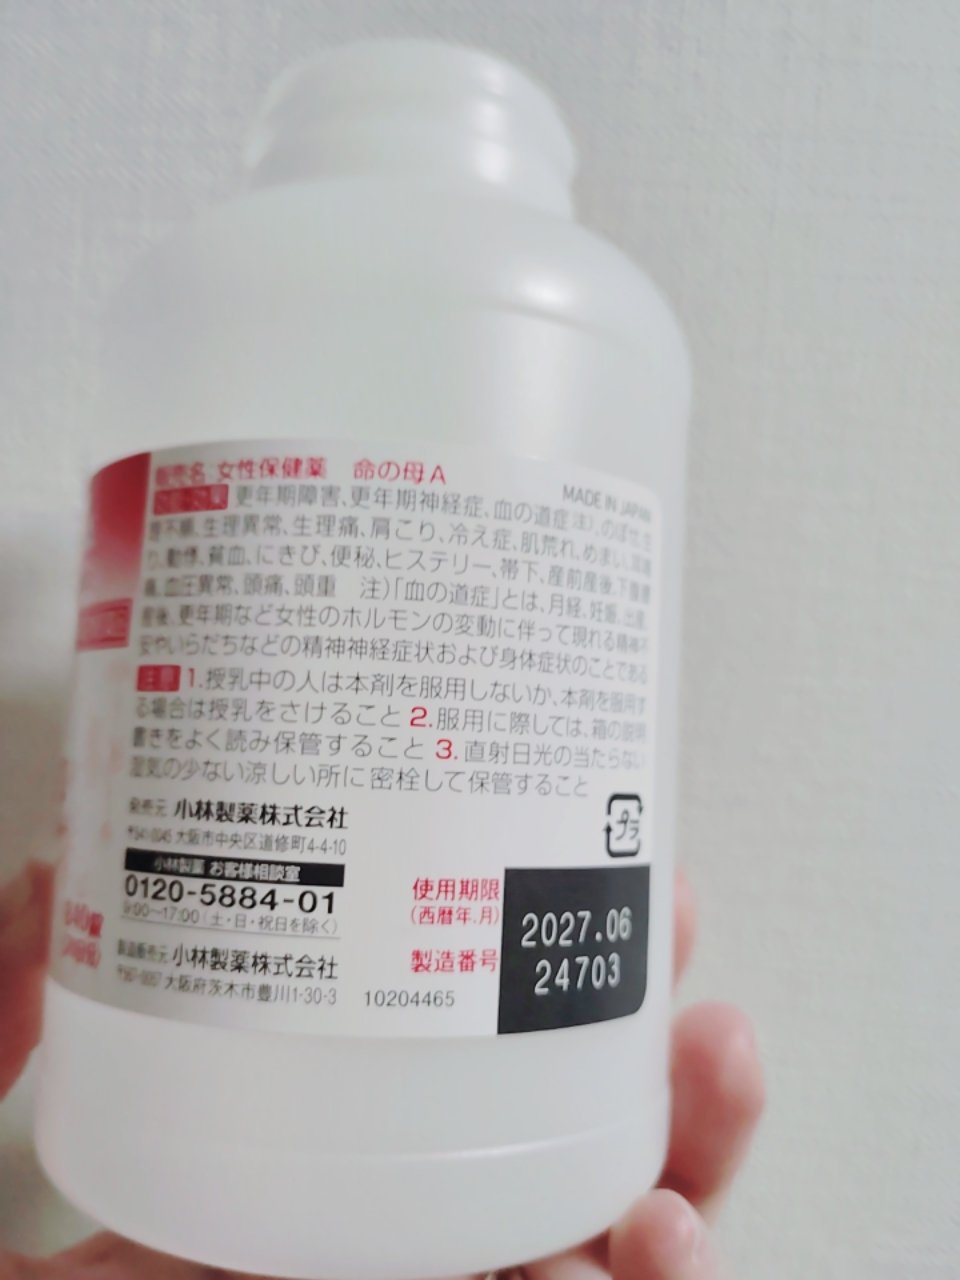 販売名:女性保健薬 命の母A
MADE IN JAPAN
効能・効果 更年期障害、更年期神経症、血の道症注)、のぼせ、生
理不順、生理異常、生理痛、肩こり、冷え症、肌荒れ、めまい、耳鳴
り、動悸、貧血、にきび、便秘、ヒステリー、帯下、産前産後、下腹腰
痛、血圧異常、頭痛、頭重 注)「血の道症」とは、月経、妊娠、出産、
産後、更年期など女性のホルモンの変動に伴って現れる精神不
安やいらだちなどの精神神経症状および身体症状のことである
注意 1.授乳中の人は本剤を服用しないか、本剤を服用す
る場合は授乳をさけること 2.服用に際しては、箱の説明
書きをよく読み保管すること 3.直射日光の当たらない
湿気の少ない涼しい所に密栓して保管すること
プラ
発売元 小林製薬株式会社
〒541-0045 大阪市中央区道修町4-4-10
小林製薬 お客様相談室
0120-5884-01
9:00〜17:00(土・日・祝日を除く)
製造販売元 小林製薬株式会社
〒567-0057 大阪府茨木市豊川1-30-3
10204465
使用期限
(西暦年.月)
2027.06
製造番号
24703
840錠